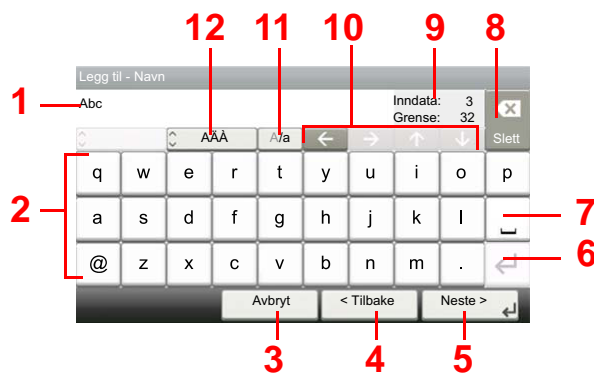 12 11 10 9 8
Legg til - Navn
1 Abc Inndata: 3
Grense: 32
AÄÀ A/a ← → ↑ ↓ Slett
2 q w e r t y u i o p
a s d f g h j k l 7
@ z x c v b n m . 6
Avbryt < Tilbake Neste >
3 4 5